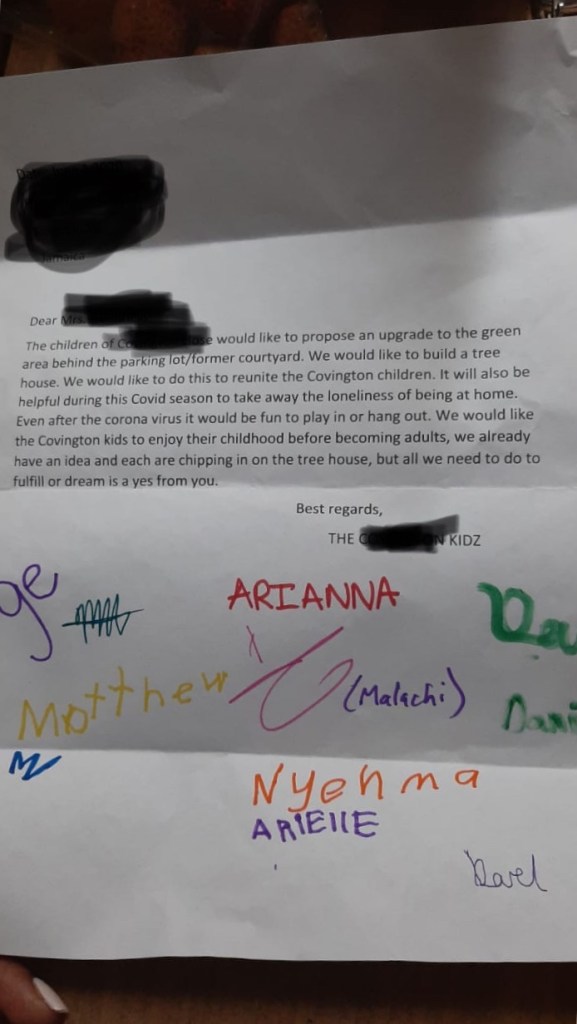 Jamaica
Dear Mrs.
The children of would like to propose an upgrade to the green
area behind the parking lot/former courtyard. We would like to build a tree
house. We would like to do this to reunite the Covington children. It will also be
helpful during this Covid season to take away the loneliness of being at home.
Even after the corona virus it would be fun to play in or hang out. We would like
the Covington kids to enjoy their childhood before becoming adults, we already
have an idea and each are chipping in on the tree house, but all we need to do to
fulfill or dream is a yes from you.
Best regards,
THE KIDZ
ge
ARIANNA
Matthew
(Malachi)
Nyehma
ARIEllE